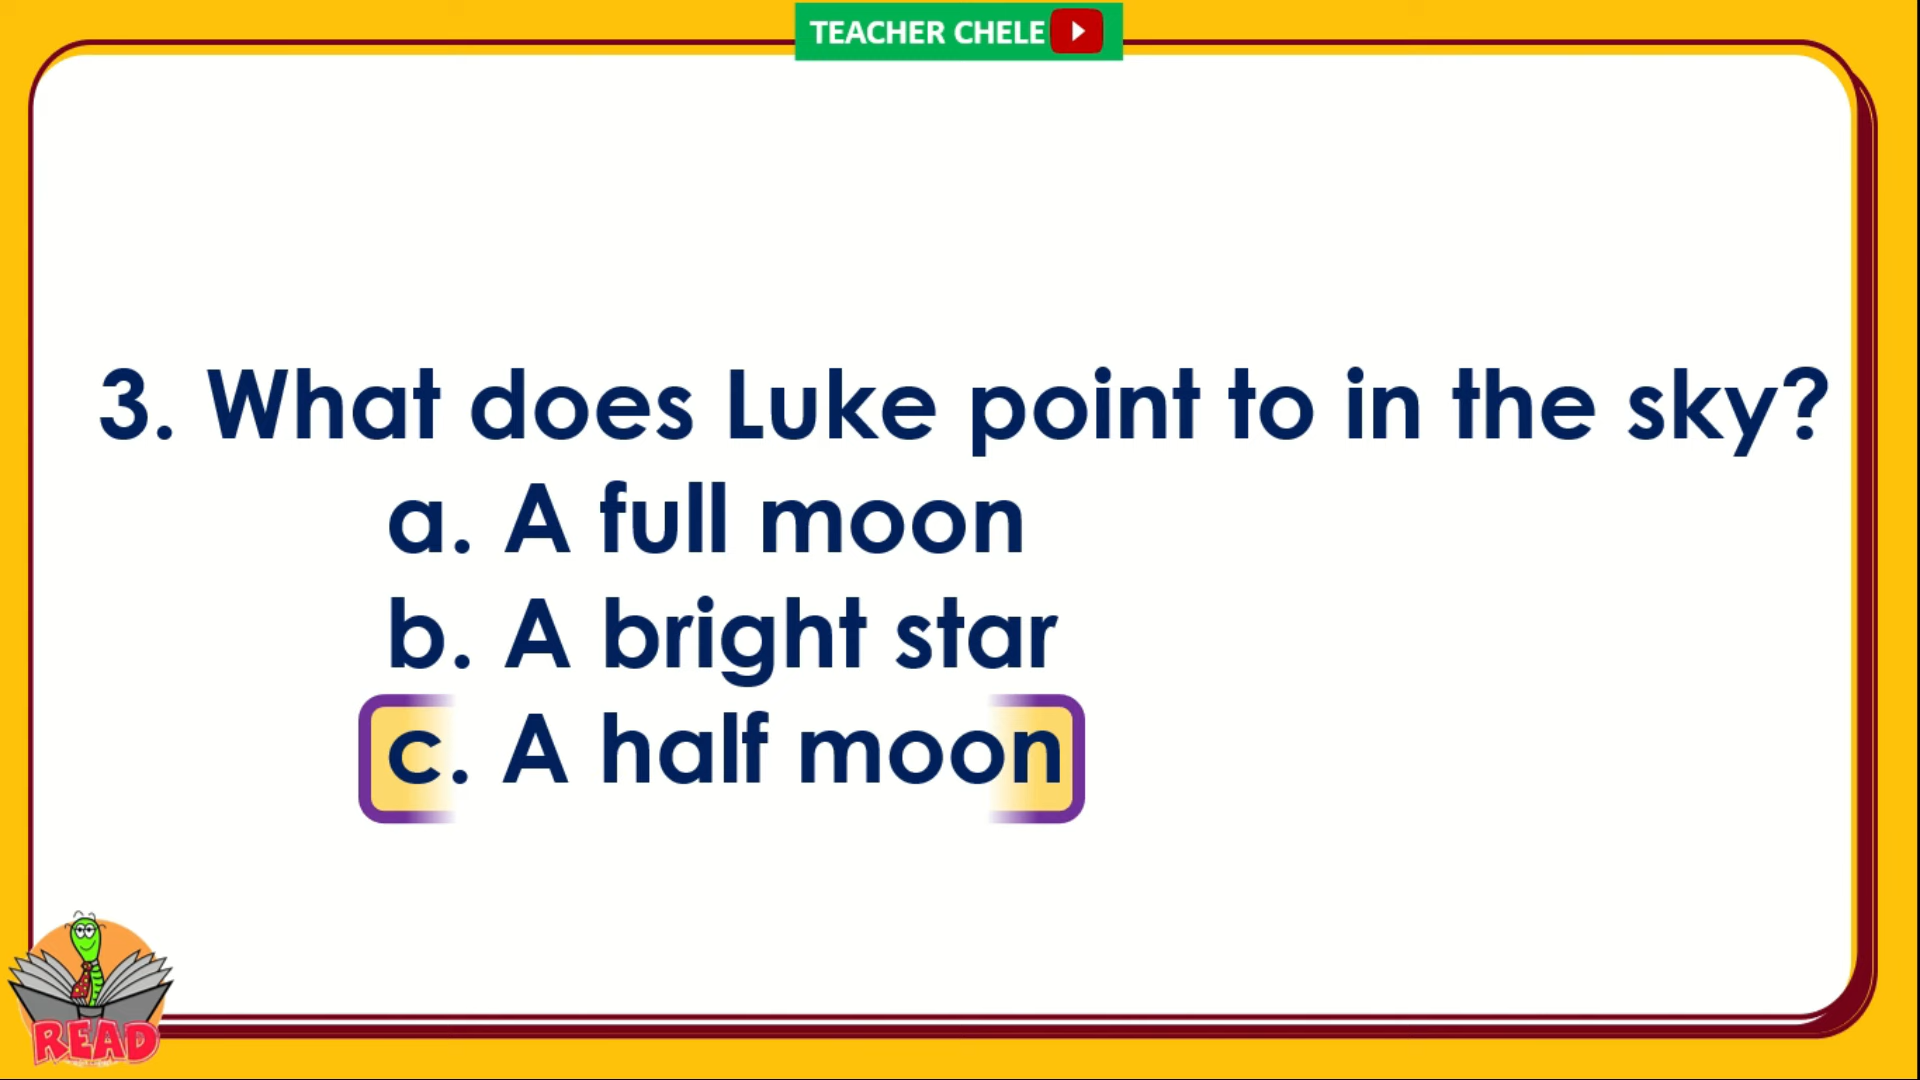 TEACHER CHELE
3. What does Luke point to in the sky?
a. A full moon
b. A bright star
c. A half moon
READ